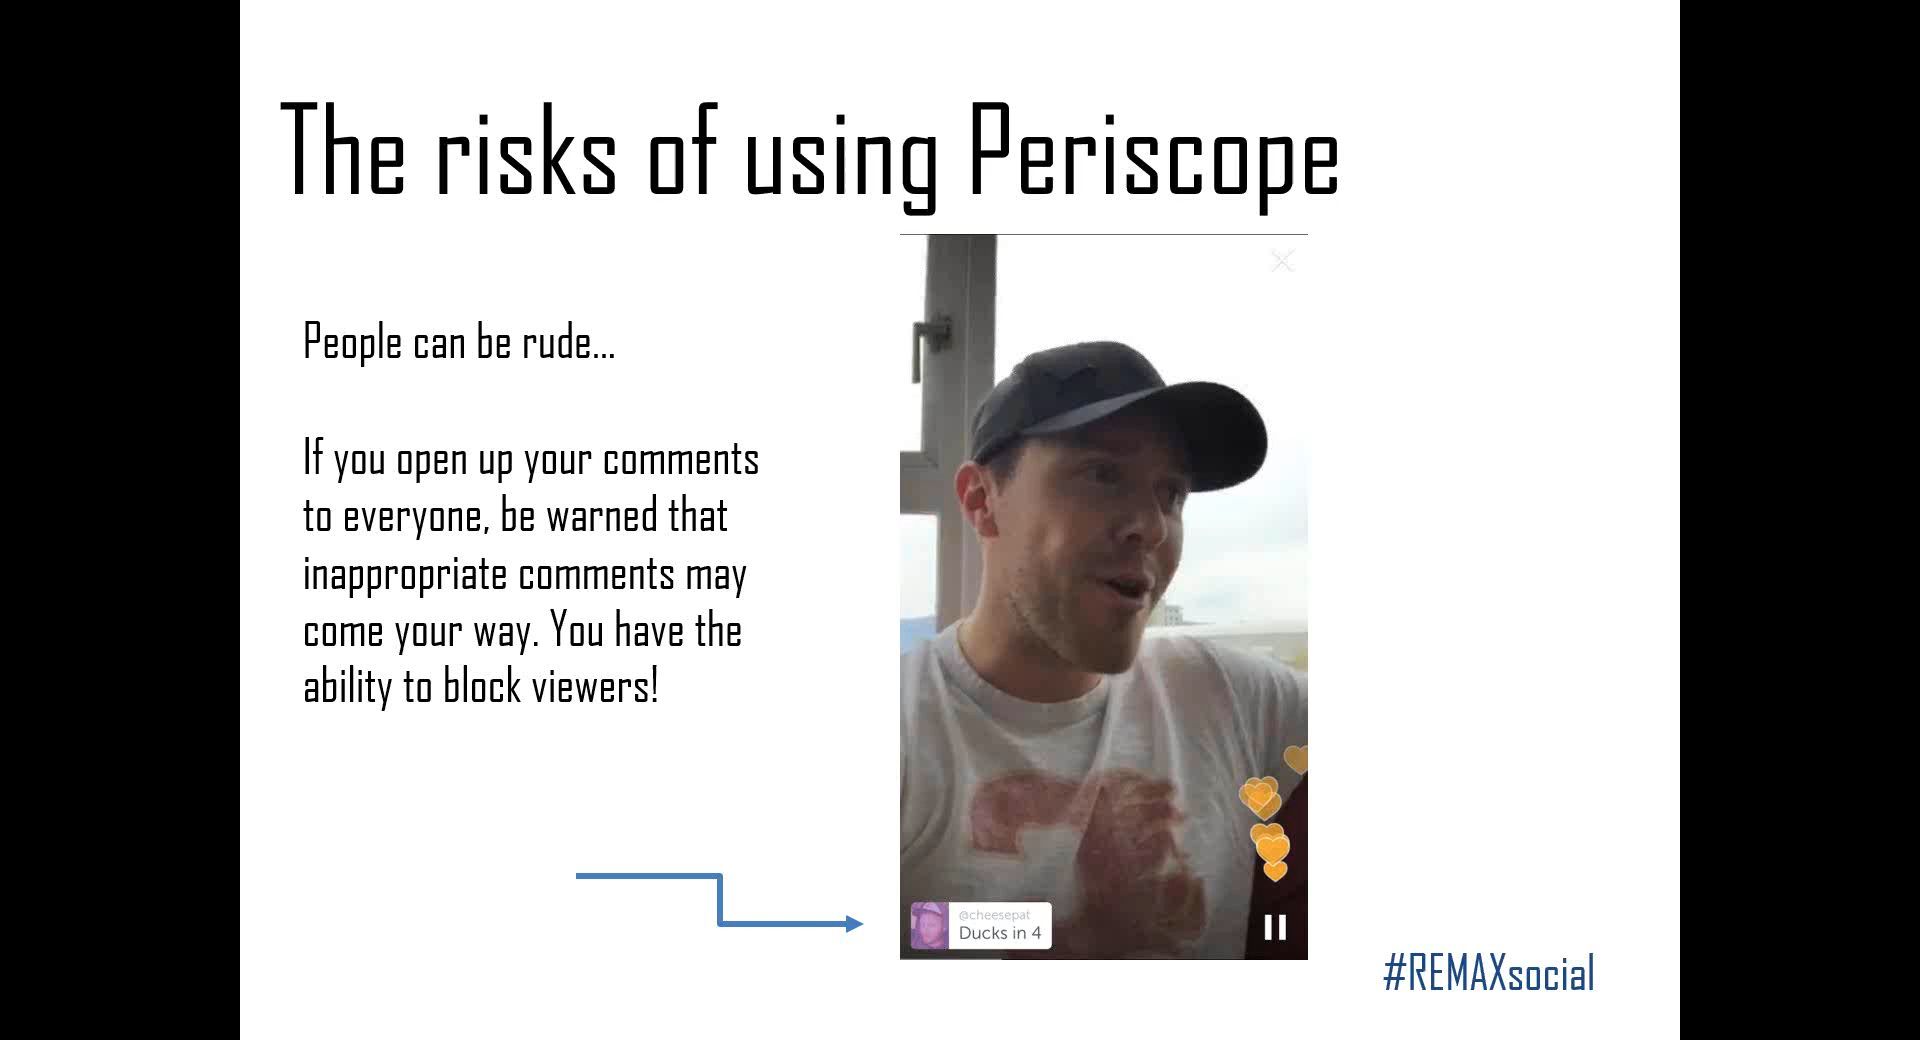 The risks of using Periscope
People can be rude...
If you open up your comments
to everyone, be warned that
inappropriate comments may
come your way. You have the
ability to block viewers!
@cheesepat
Ducks in 4
#REMAXsocial